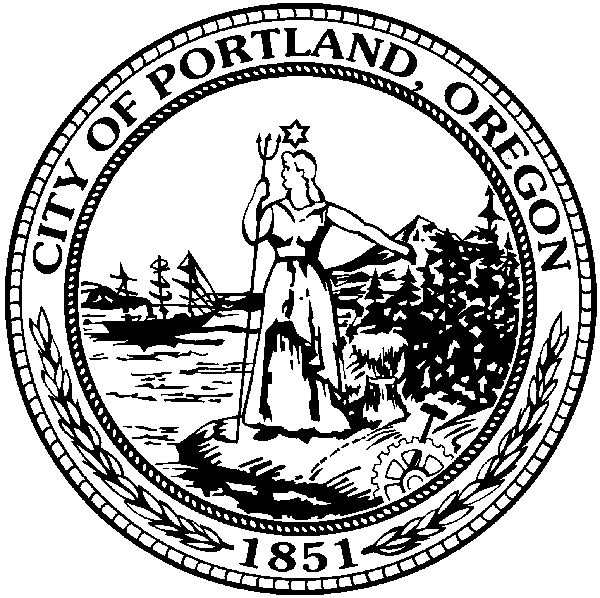 CITY OF PORTLAND, OREGON
1851